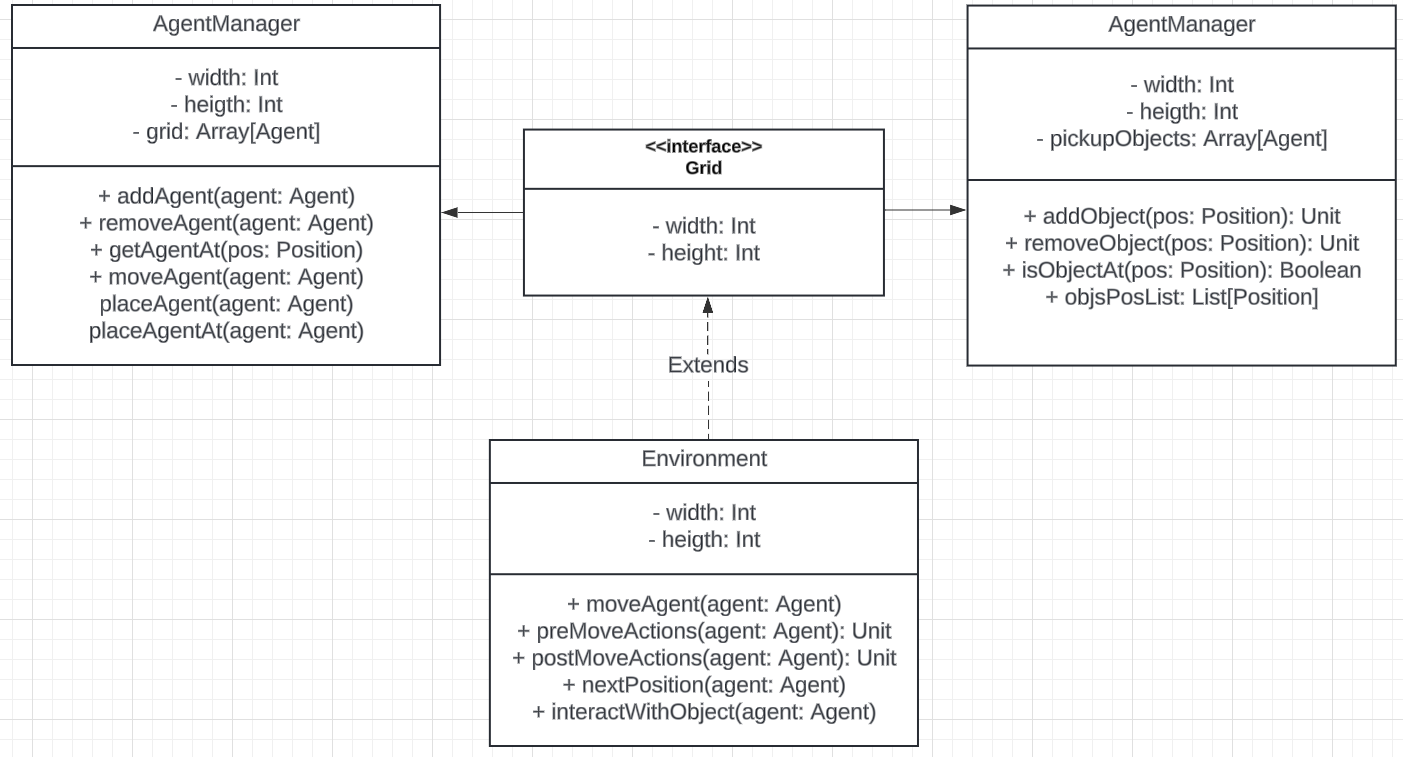 AgentManager
- width: Int
- heigth: Int
- grid: Array[Agent]
+ addAgent(agent: Agent)
+ removeAgent(agent: Agent)
+ getAgentAt(pos: Position)
+ moveAgent(agent: Agent)
placeAgent(agent: Agent)
placeAgentAt(agent: Agent)
<<interface>>
Grid
- width: Int
- height: Int
AgentManager
- width: Int
- heigth: Int
- pickupObjects: Array[Agent]
+ addObject(pos: Position): Unit
+ removeObject(pos: Position): Unit
+ isObjectAt(pos: Position): Boolean
+ objsPosList: List[Position]
Extends
Environment
- width: Int
- heigth: Int
+ moveAgent(agent: Agent)
+ preMoveActions(agent: Agent): Unit
+ postMoveActions(agent: Agent): Unit
+ nextPosition(agent: Agent)
+ interactWithObject(agent: Agent)